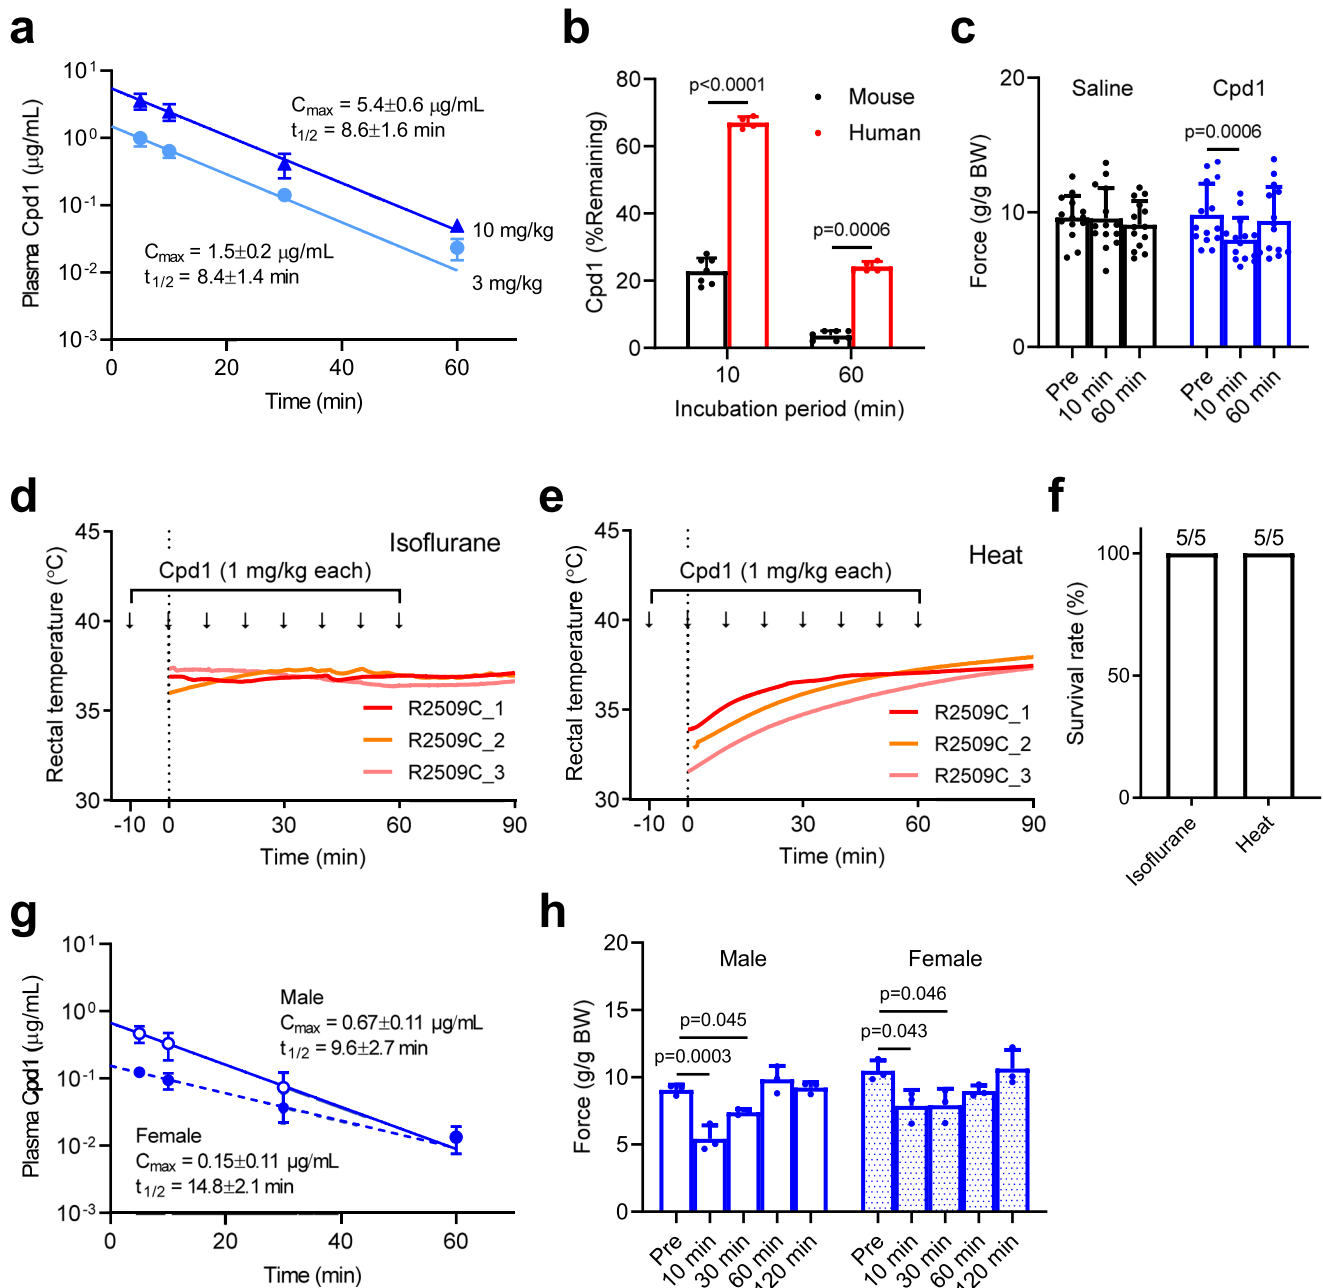 a
Plasma Cpd1 (μg/mL)
10¹
10⁰
10⁻¹
10⁻²
10⁻³
Cmax = 5.4±0.6 μg/mL
t1/2 = 8.6±1.6 min
Cmax = 1.5±0.2 μg/mL
t1/2 = 8.4±1.4 min
10 mg/kg
3 mg/kg
0 20 40 60
Time (min)
b
Cpd1 (%Remaining)
80
60
40
20
0
p<0.0001
p=0.0006
Mouse
Human
10 60
Incubation period (min)
c
Force (g/g BW)
20
10
0
Saline Cpd1
p=0.0006
Pre 10 min 60 min Pre 10 min 60 min
d
Rectal temperature (°C)
45
40
35
30
Isoflurane
Cpd1 (1 mg/kg each)
↓ ↓ ↓ ↓ ↓ ↓ ↓ ↓
R2509C_1
R2509C_2
R2509C_3
-10 0 30 60 90
Time (min)
e
Rectal temperature (°C)
45
40
35
30
Heat
Cpd1 (1 mg/kg each)
↓ ↓ ↓ ↓ ↓ ↓ ↓ ↓
R2509C_1
R2509C_2
R2509C_3
-10 0 30 60 90
Time (min)
f
Survival rate (%)
100
50
0
5/5 5/5
Isoflurane Heat
g
Plasma Cpd1 (μg/mL)
10¹
10⁰
10⁻¹
10⁻²
10⁻³
Male
Cmax = 0.67±0.11 μg/mL
t1/2 = 9.6±2.7 min
Female
Cmax = 0.15±0.11 μg/mL
t1/2 = 14.8±2.1 min
0 20 40 60
Time (min)
h
Force (g/g BW)
20
15
10
5
0
Male Female
p=0.045
p=0.0003
p=0.046
p=0.043
Pre 10 min 30 min 60 min 120 min Pre 10 min 30 min 60 min 120 min